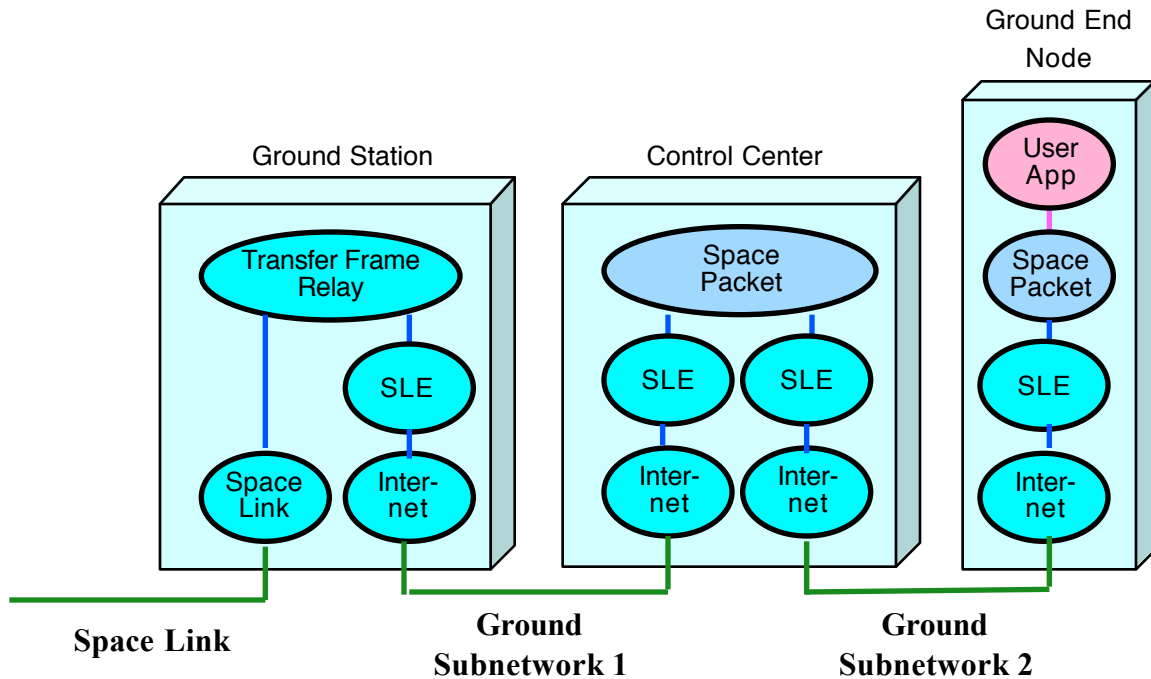 Ground End
Node
Ground Station
Control Center
User
App
Transfer Frame
Relay
Space
Packet
Space
Packet
SLE
SLE
SLE
SLE
Space
Link
Inter-
net
Inter-
net
Inter-
net
Inter-
net
Space Link
Ground
Subnetwork 1
Ground
Subnetwork 2